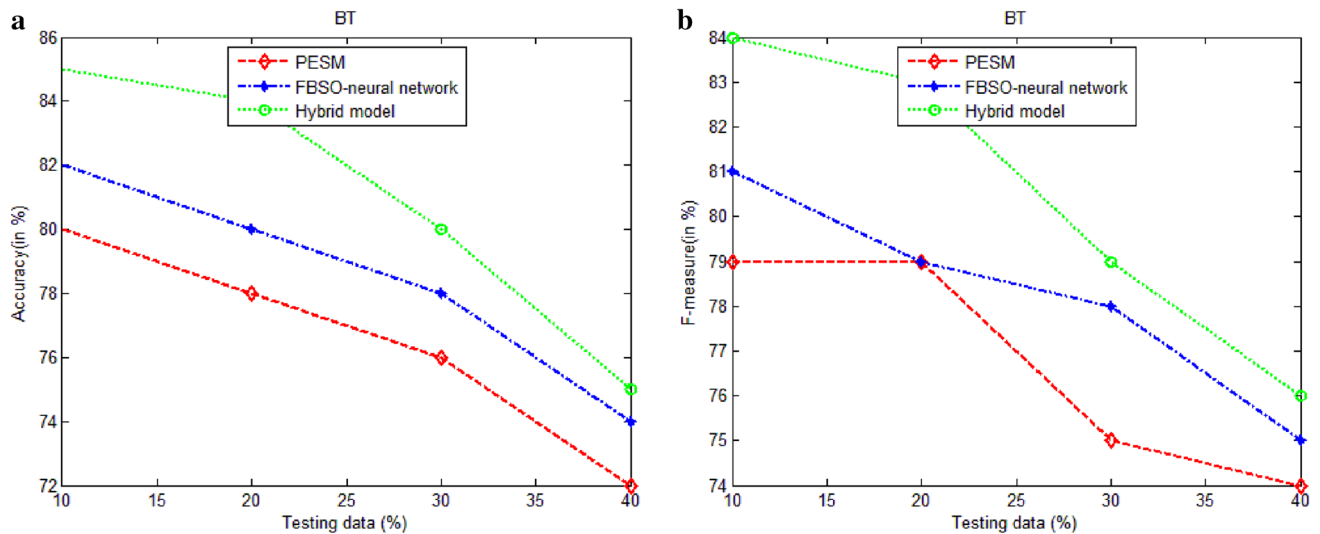 a
BT
86
84
82
80
78
76
74
72
Accuracy(in %)
PESM
FBSO-neural network
Hybrid model
10 15 20 25 30 35 40
Testing data (%)
b
BT
84
83
82
81
80
79
78
77
76
75
74
F-measure(in %)
PESM
FBSO-neural network
Hybrid model
10 15 20 25 30 35 40
Testing data (%)